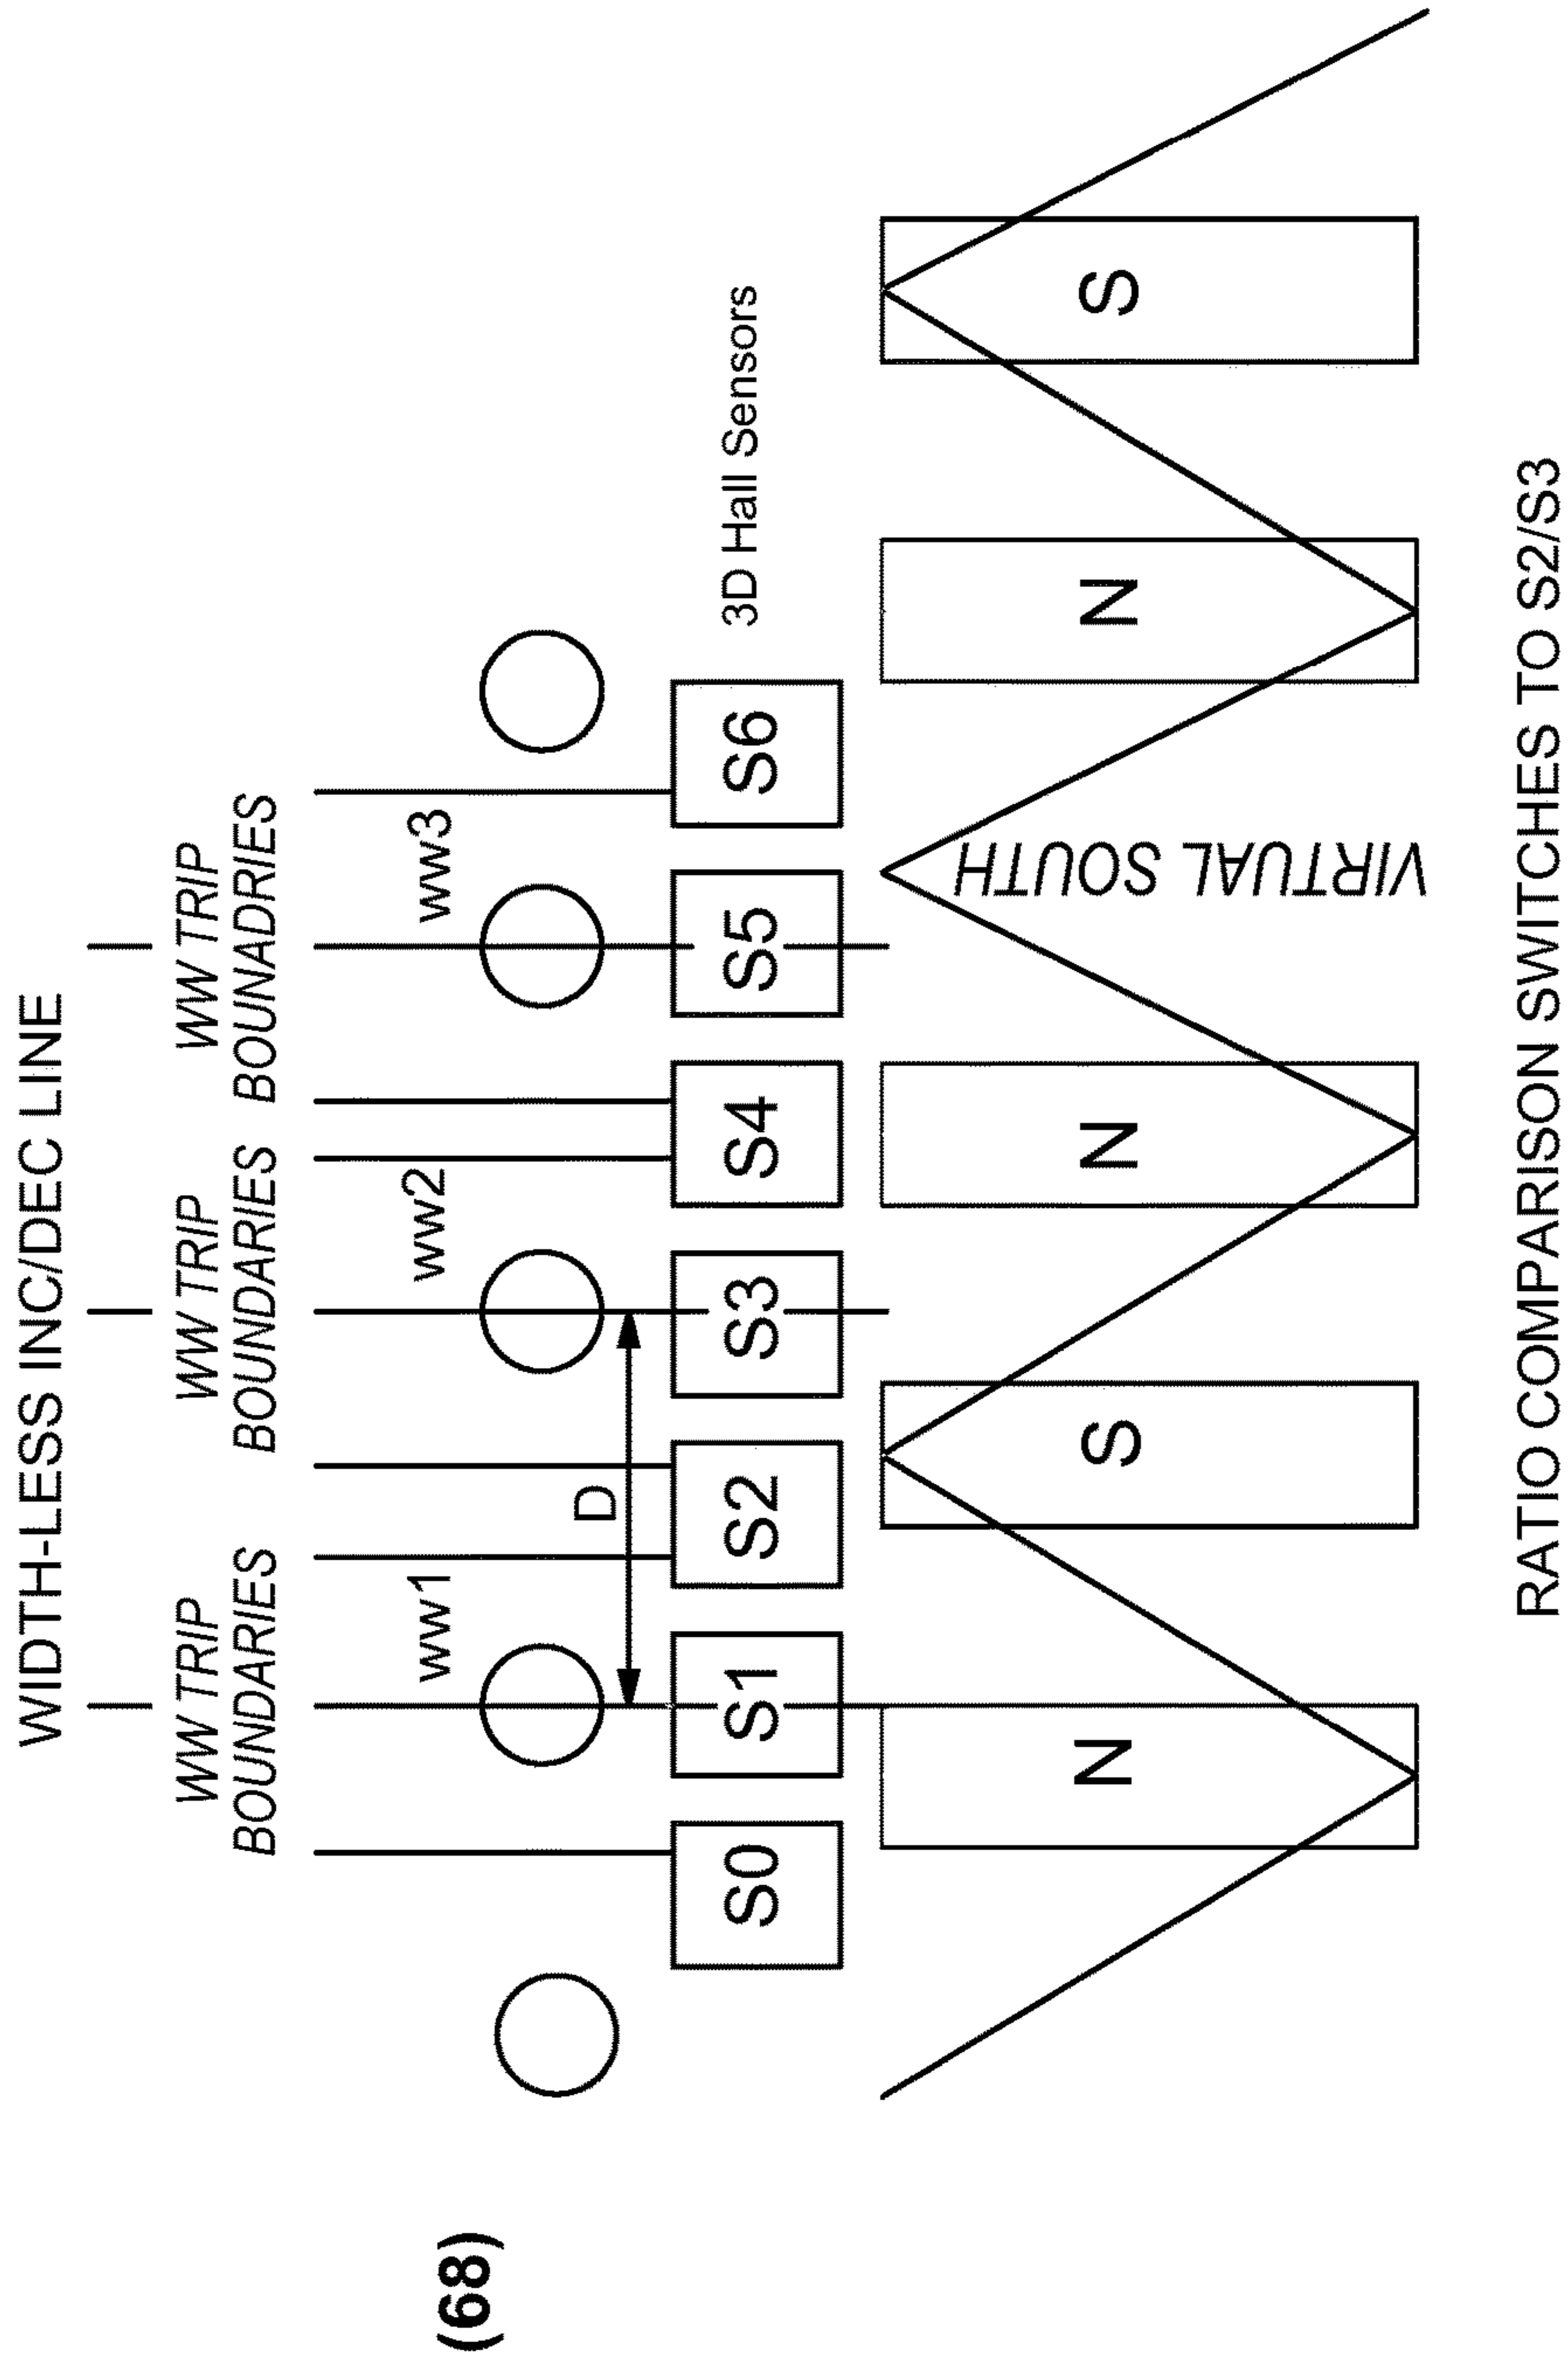 WIDTH-LESS INC/DEC LINE
WW TRIP
BOUNDARIES
WW TRIP
BOUNDARIES
WW TRIP
BOUNADRIES
ww1
ww2
ww3
(68)
D
S0
S1
S2
S3
S4
S5
S6
3D Hall Sensors
N
S
N
VIRTUAL SOUTH
N
S
RATIO COMPARISON SWITCHES TO S2/S3